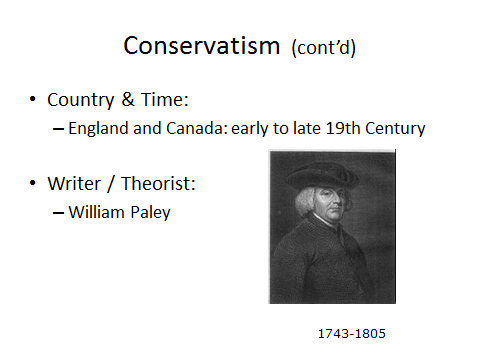 Conservatism (cont’d)
• Country & Time:
– England and Canada: early to late 19th Century
• Writer / Theorist:
– William Paley
1743-1805